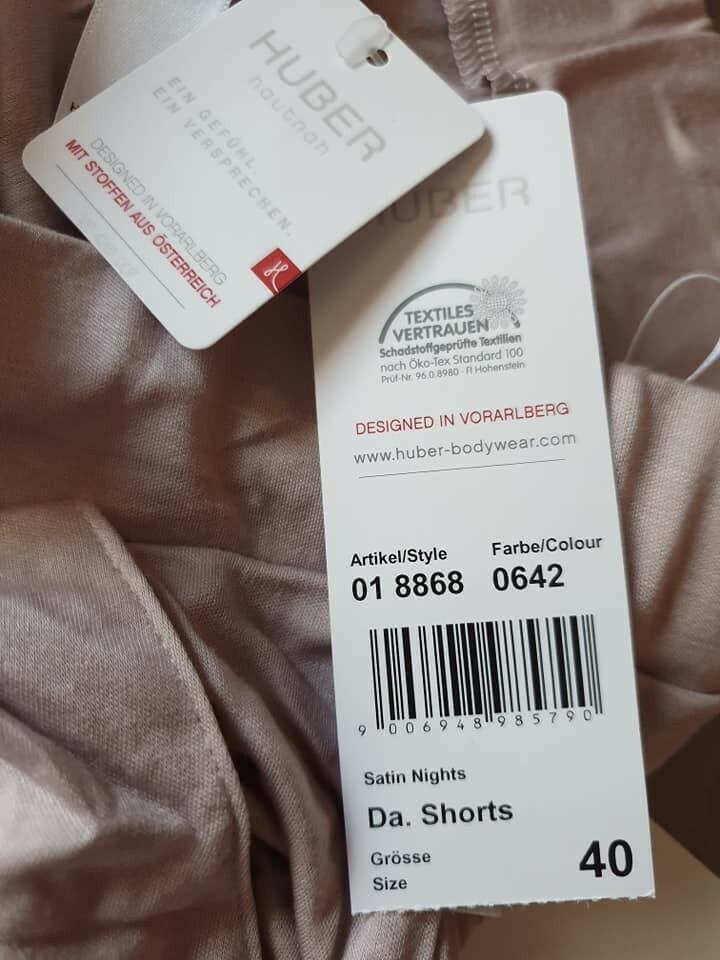 HUBER
hautnah
EIN GEFÜHL.
EIN VERSPRECHEN.
DESIGNED IN VORARLBERG
MIT STOFFEN AUS ÖSTERREICH
HUBER
TEXTILES
VERTRAUEN
Schadstoffgeprüfte Textilien
nach Öko-Tex Standard 100
Prüf-Nr. 96.0.8980 · FI Hohenstein
DESIGNED IN VORARLBERG
www.huber-bodywear.com
Artikel/Style Farbe/Colour
01 8868 0642
9 006948 985790
Satin Nights
Da. Shorts
Grösse
Size
40